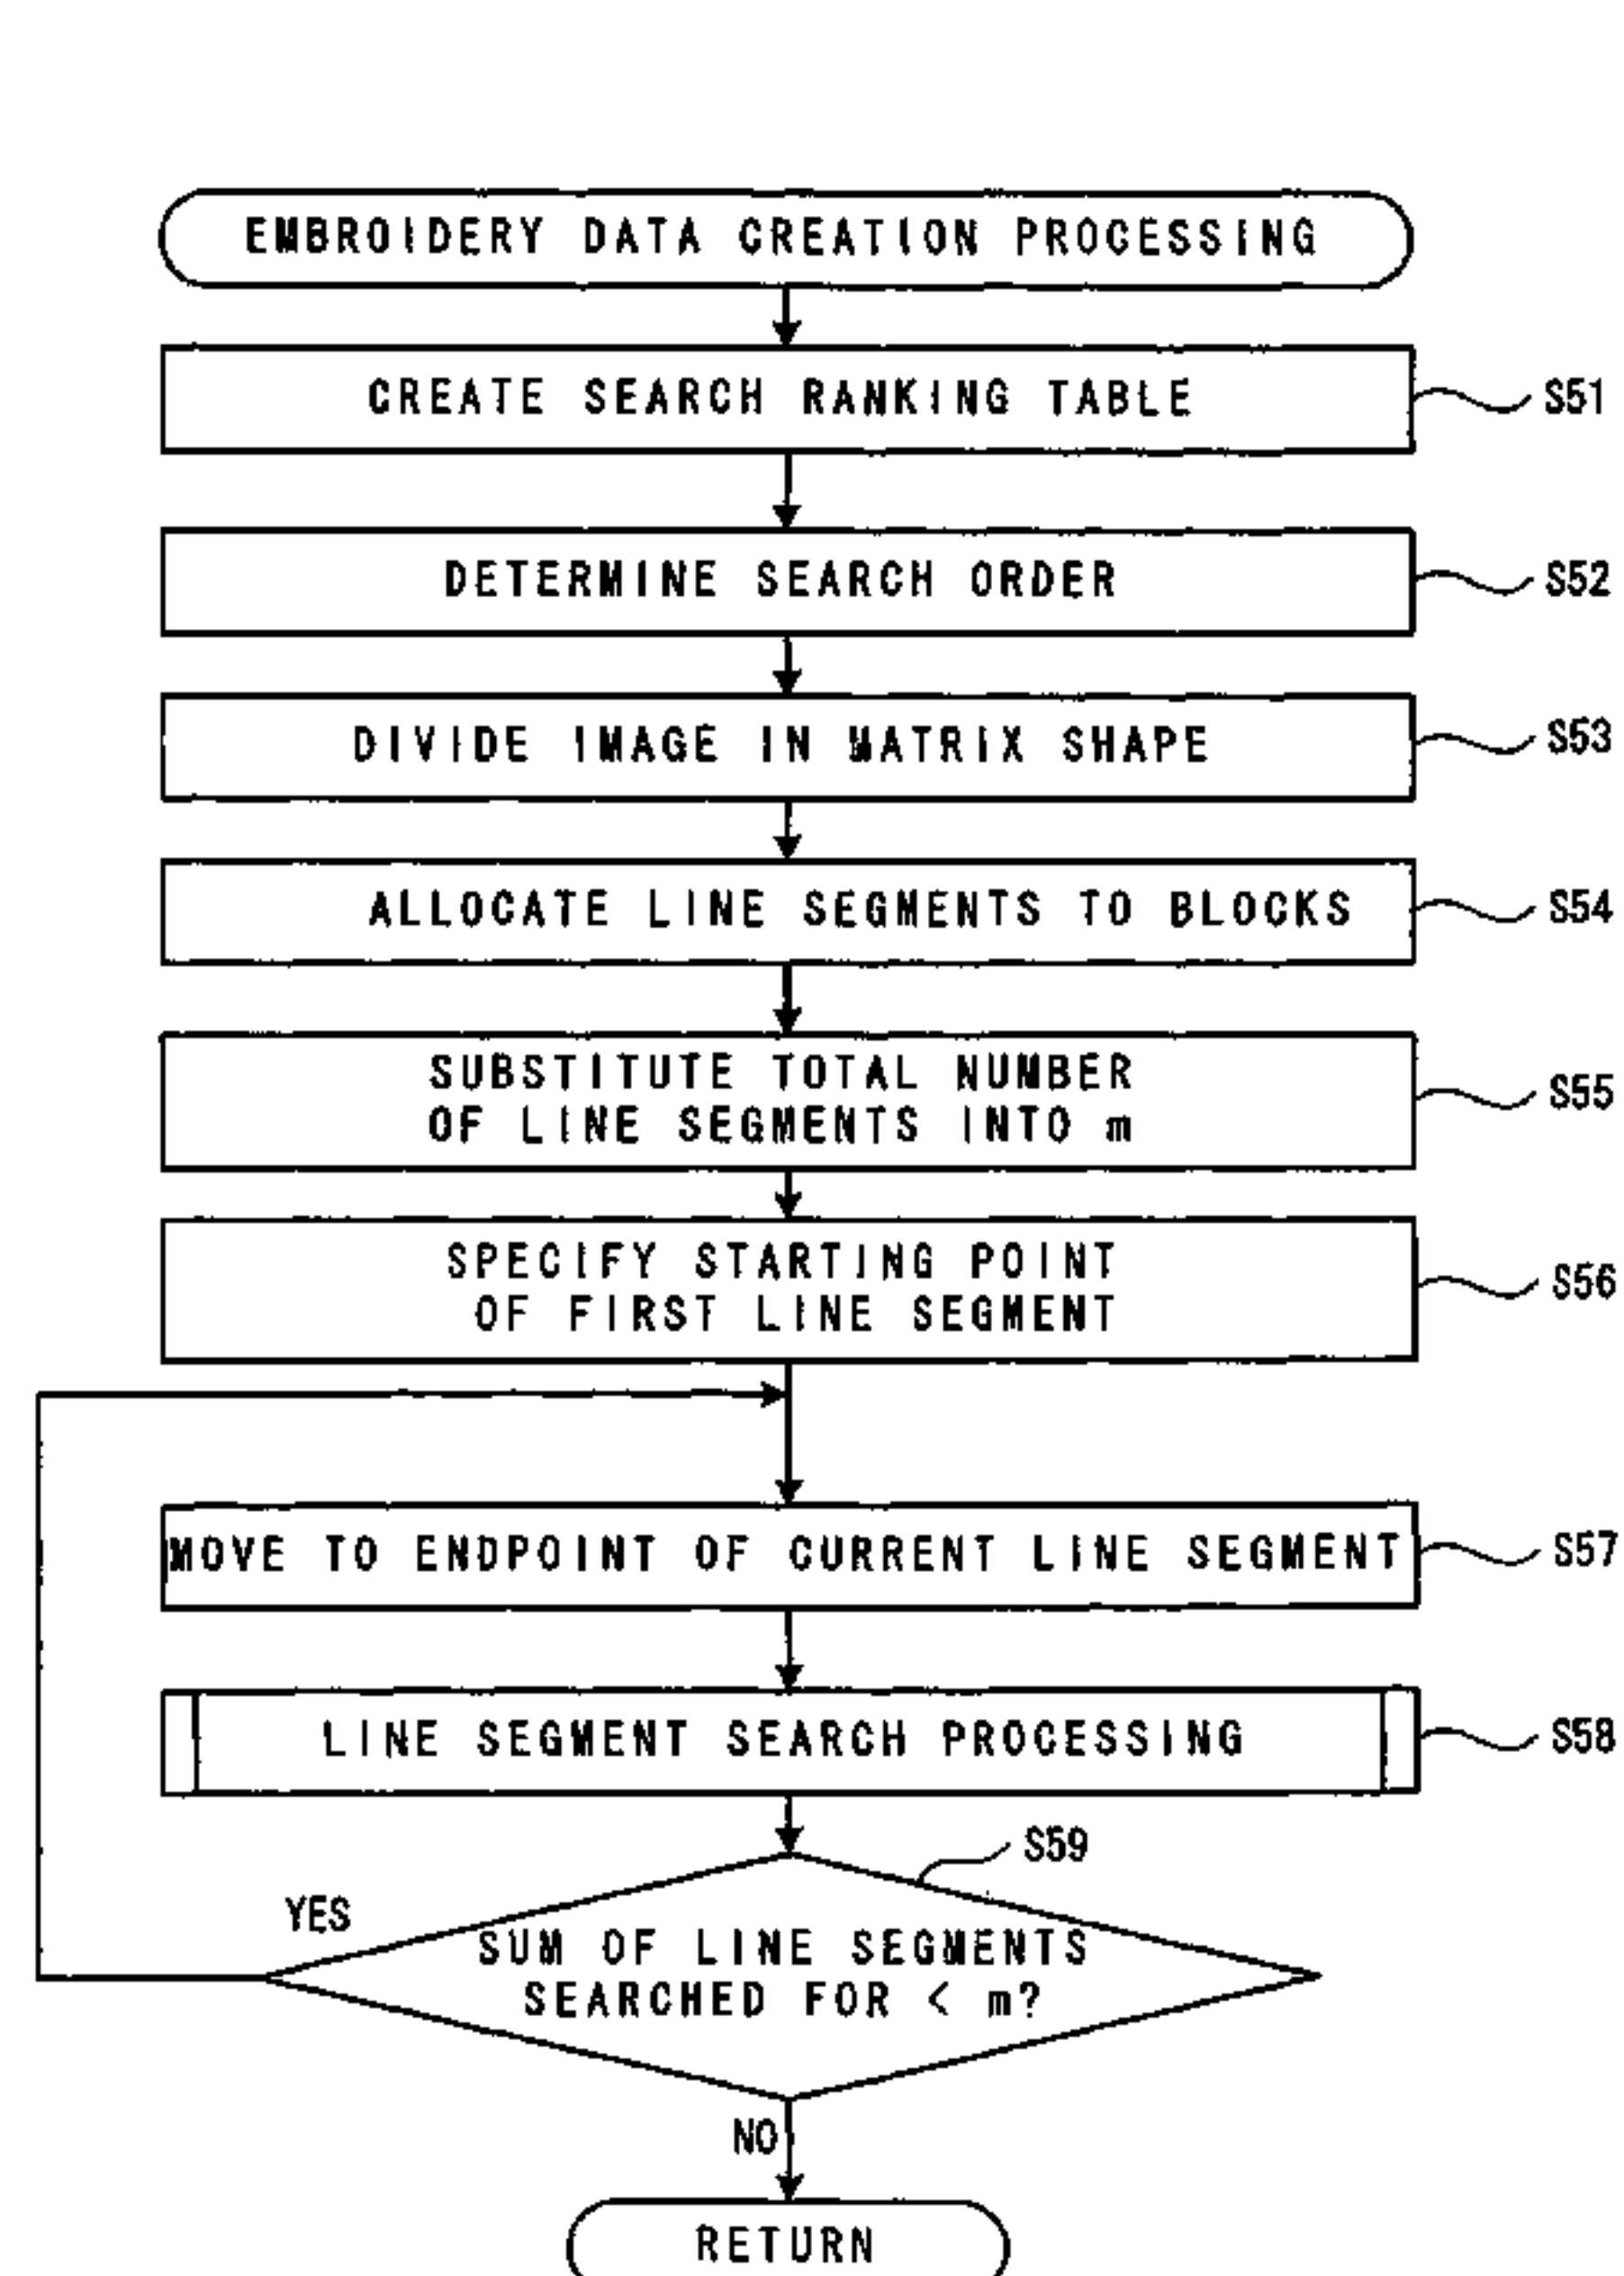 EMBROIDERY DATA CREATION PROCESSING
CREATE SEARCH RANKING TABLE
S51
DETERMINE SEARCH ORDER
S52
DIVIDE IMAGE IN MATRIX SHAPE
S53
ALLOCATE LINE SEGMENTS TO BLOCKS
S54
SUBSTITUTE TOTAL NUMBER
OF LINE SEGMENTS INTO m
S55
SPECIFY STARTING POINT
OF FIRST LINE SEGMENT
S56
MOVE TO ENDPOINT OF CURRENT LINE SEGMENT
S57
LINE SEGMENT SEARCH PROCESSING
S58
S59
YES
SUM OF LINE SEGMENTS
SEARCHED FOR < m?
NO
RETURN